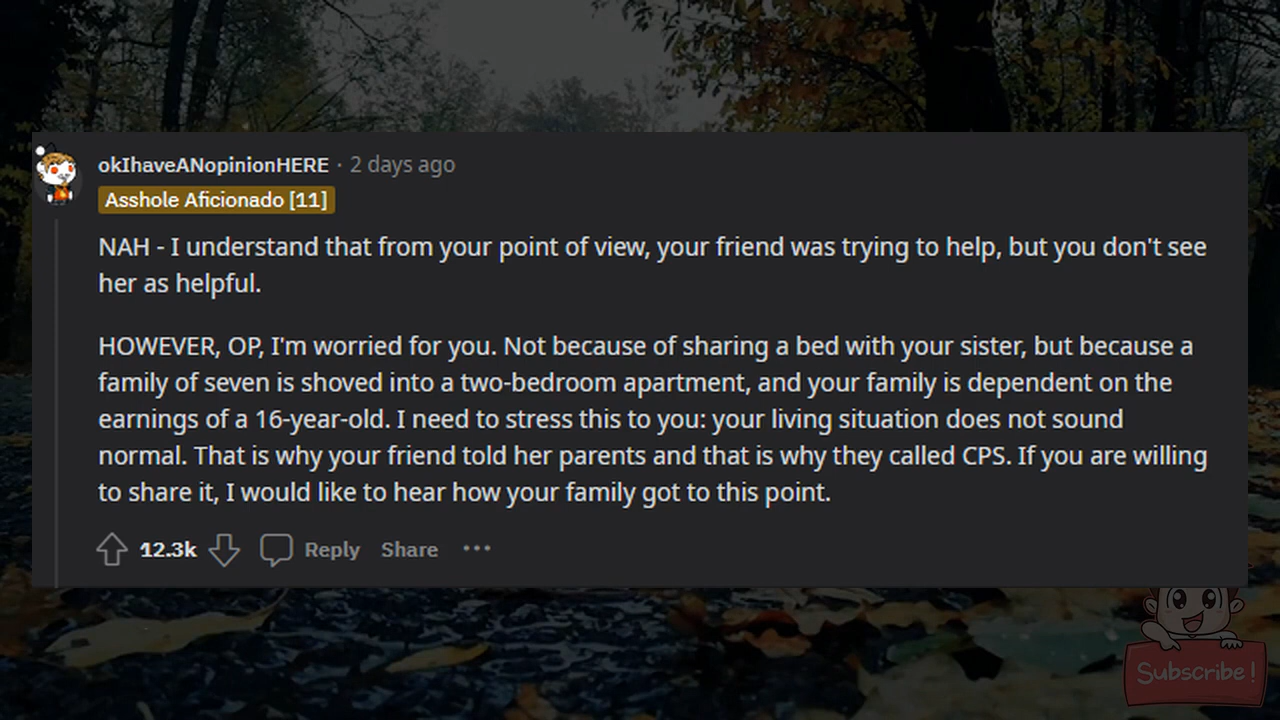 okIhaveANopinionHERE · 2 days ago
Asshole Aficionado [11]
NAH - I understand that from your point of view, your friend was trying to help, but you don't see
her as helpful.
HOWEVER, OP, I'm worried for you. Not because of sharing a bed with your sister, but because a
family of seven is shoved into a two-bedroom apartment, and your family is dependent on the
earnings of a 16-year-old. I need to stress this to you: your living situation does not sound
normal. That is why your friend told her parents and that is why they called CPS. If you are willing
to share it, I would like to hear how your family got to this point.
12.3k Reply Share ···
Subscribe!